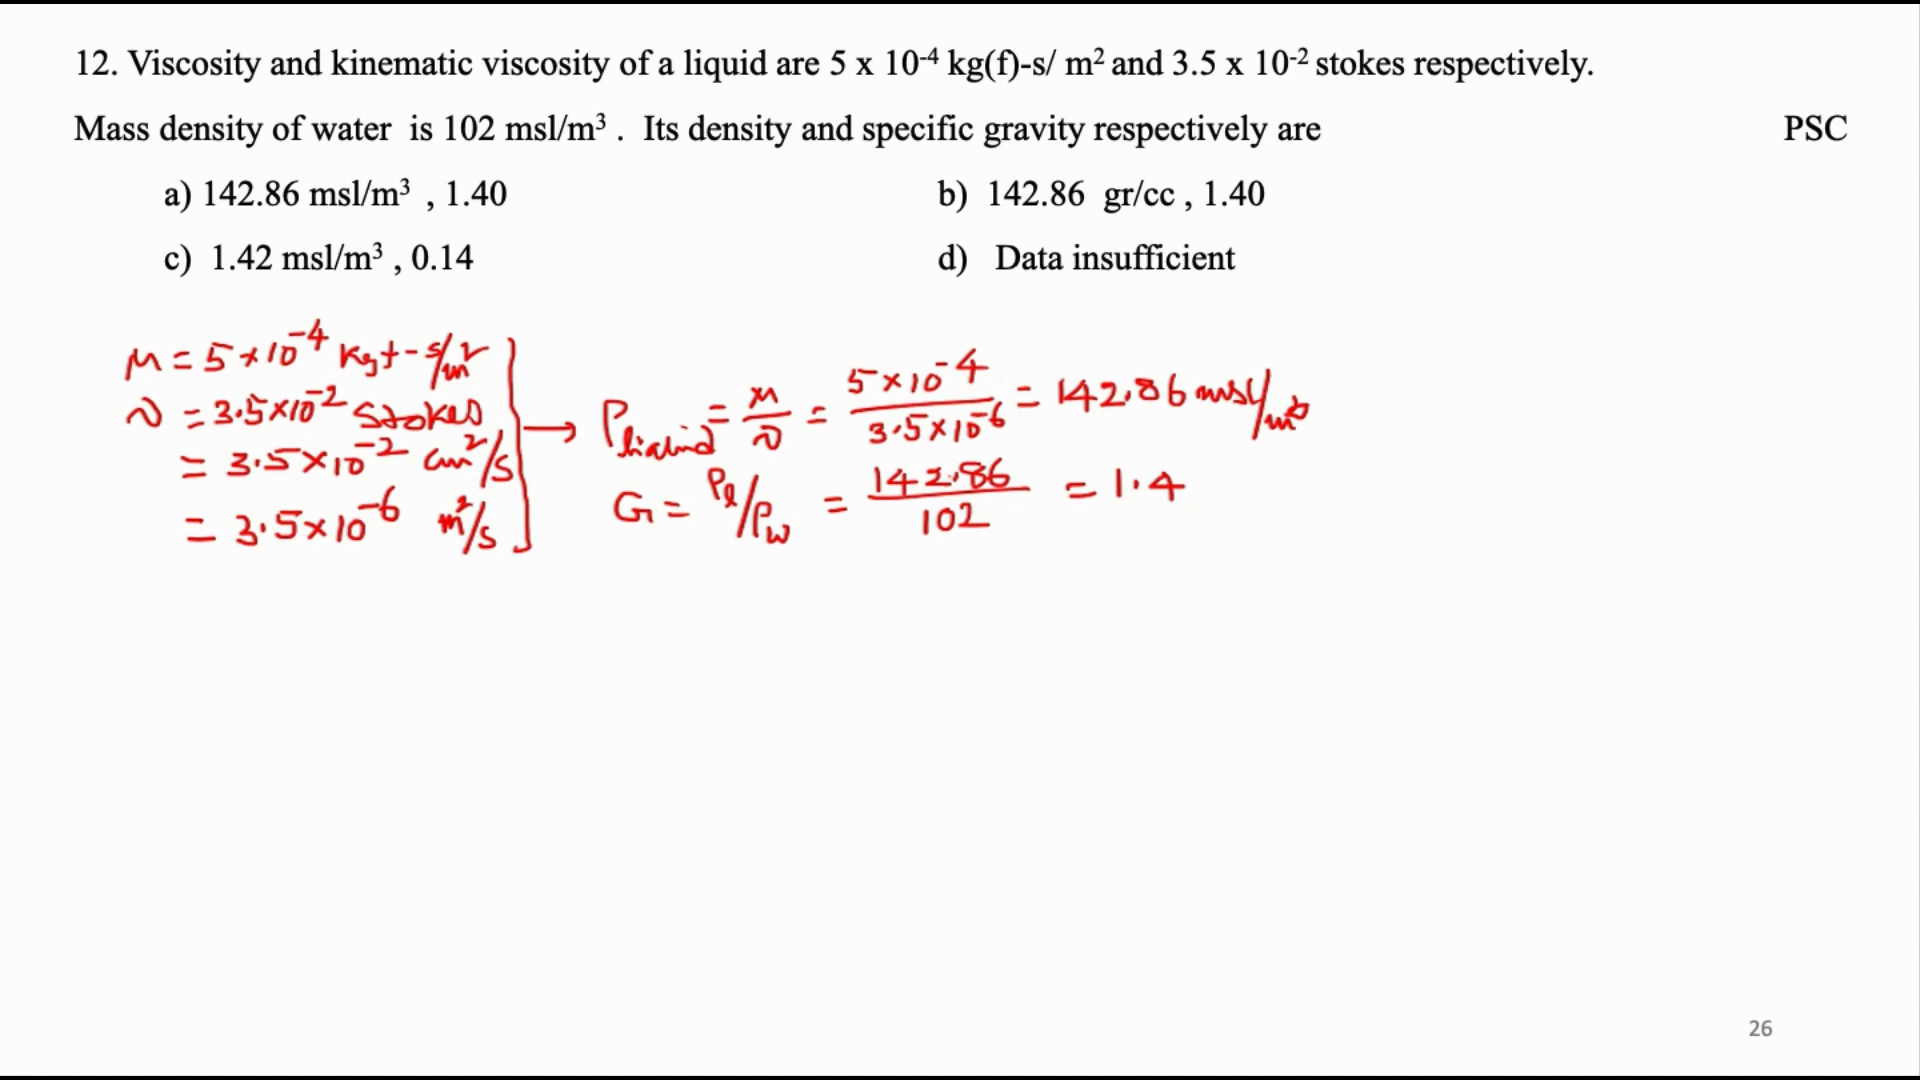 12. Viscosity and kinematic viscosity of a liquid are 5 x 10⁻⁴ kg(f)-s/ m² and 3.5 x 10⁻² stokes respectively.
Mass density of water is 102 msl/m³ . Its density and specific gravity respectively are PSC
a) 142.86 msl/m³ , 1.40 b) 142.86 gr/cc , 1.40
c) 1.42 msl/m³ , 0.14 d) Data insufficient
μ = 5×10⁻⁴ kgf-s/m²
ν = 3.5×10⁻² stokes
= 3.5×10⁻² cm²/s
= 3.5×10⁻⁶ m²/s
→ ρ liquid = μ/ν = 5×10⁻⁴ / 3.5×10⁻⁶ = 142.86 msl/m³
G = ρl/ρw = 142.86 / 102 = 1.4
26